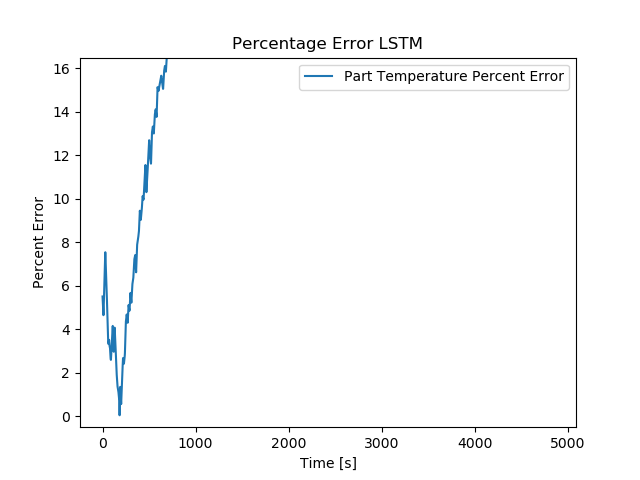 Percentage Error LSTM
Part Temperature Percent Error
16
14
12
10
8
6
4
2
0
Percent Error
0 1000 2000 3000 4000 5000
Time [s]